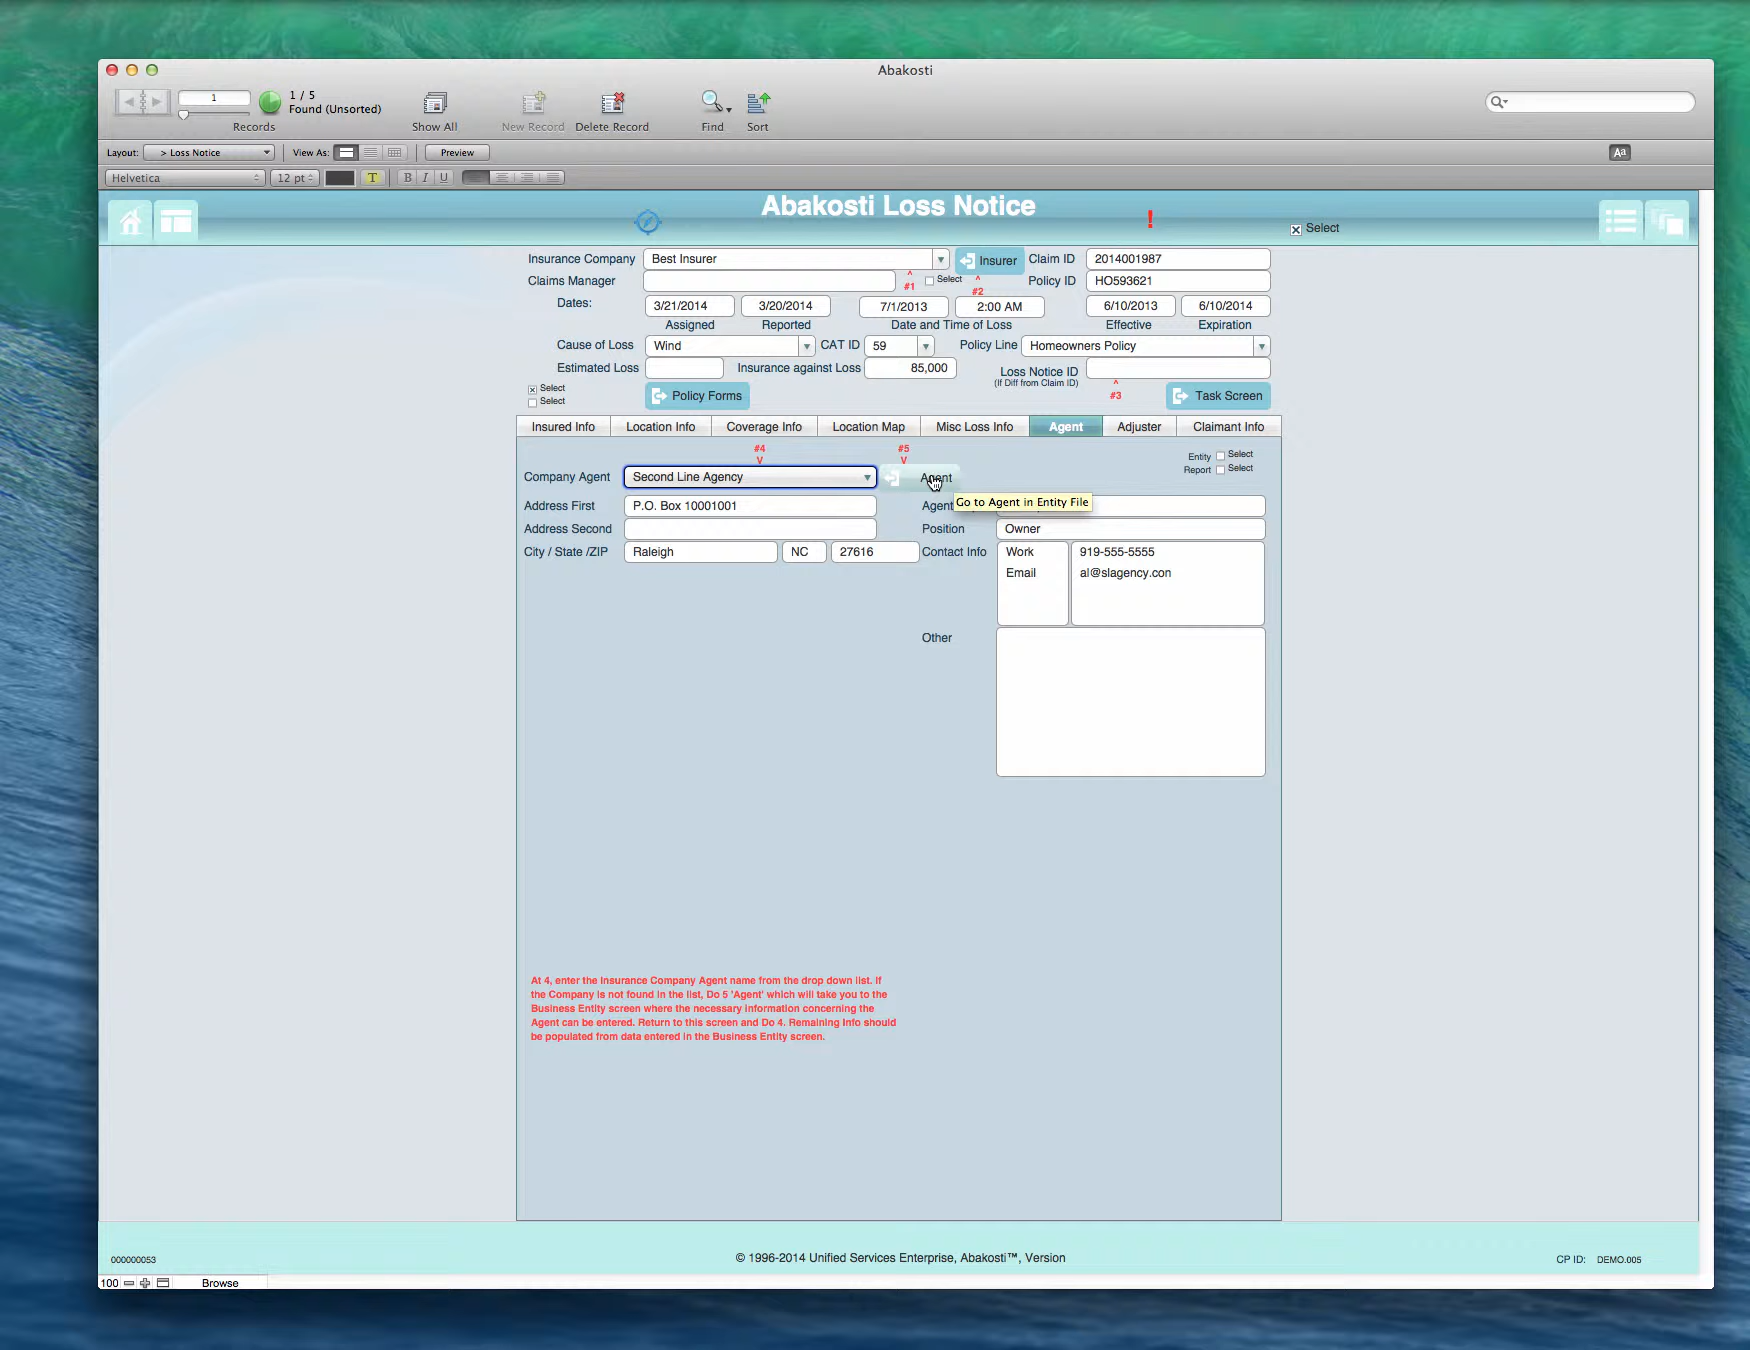 Abakosti
1
1 / 5
Found (Unsorted)
Records
Show All
New Record
Delete Record
Find
Sort
Layout:
> Loss Notice
View As:
Preview
Aa
Helvetica
12 pt
T
B I U
Abakosti Loss Notice
!
Select
Insurance Company
Best Insurer
Insurer
Claim ID
2014001987
Claims Manager
^
#1
Select
^
#2
Policy ID
HO593621
Dates:
3/21/2014
3/20/2014
7/1/2013
2:00 AM
6/10/2013
6/10/2014
Assigned
Reported
Date and Time of Loss
Effective
Expiration
Cause of Loss
Wind
CAT ID
59
Policy Line
Homeowners Policy
Estimated Loss
Insurance against Loss
85,000
Loss Notice ID
(If Diff from Claim ID)
Select
Select
Policy Forms
^
#3
Task Screen
Insured Info
Location Info
Coverage Info
Location Map
Misc Loss Info
Agent
Adjuster
Claimant Info
#4
V
#5
V
Entity
Select
Report
Select
Company Agent
Second Line Agency
Agent
Go to Agent in Entity File
Address First
P.O. Box 10001001
Agent
Address Second
Position
Owner
City / State /ZIP
Raleigh
NC
27616
Contact Info
Work
919-555-5555
Email
al@slagency.con
Other
At 4, enter the Insurance Company Agent name from the drop down list. If
the Company is not found in the list, Do 5 'Agent' which will take you to the
Business Entity screen where the necessary information concerning the
Agent can be entered. Return to this screen and Do 4. Remaining Info should
be populated from data entered in the Business Entity screen.
000000053
© 1996-2014 Unified Services Enterprise, Abakosti™, Version
CP ID:
DEMO.005
100
Browse